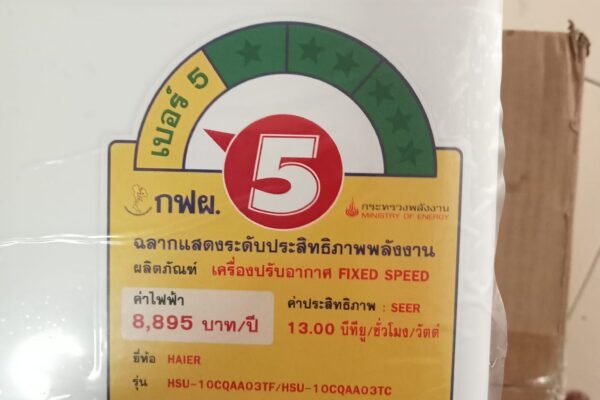 เบอร์ 5
5
กฟผ.
กระทรวงพลังงาน
MINISTRY OF ENERGY
ฉลากแสดงระดับประสิทธิภาพพลังงาน
ผลิตภัณฑ์ เครื่องปรับอากาศ FIXED SPEED
ค่าไฟฟ้า
8,895 บาท/ปี
ค่าประสิทธิภาพ : SEER
13.00 บีทียู/ชั่วโมง/วัตต์
ยี่ห้อ HAIER
รุ่น HSU-10CQAA03TF/HSU-10CQAA03TC